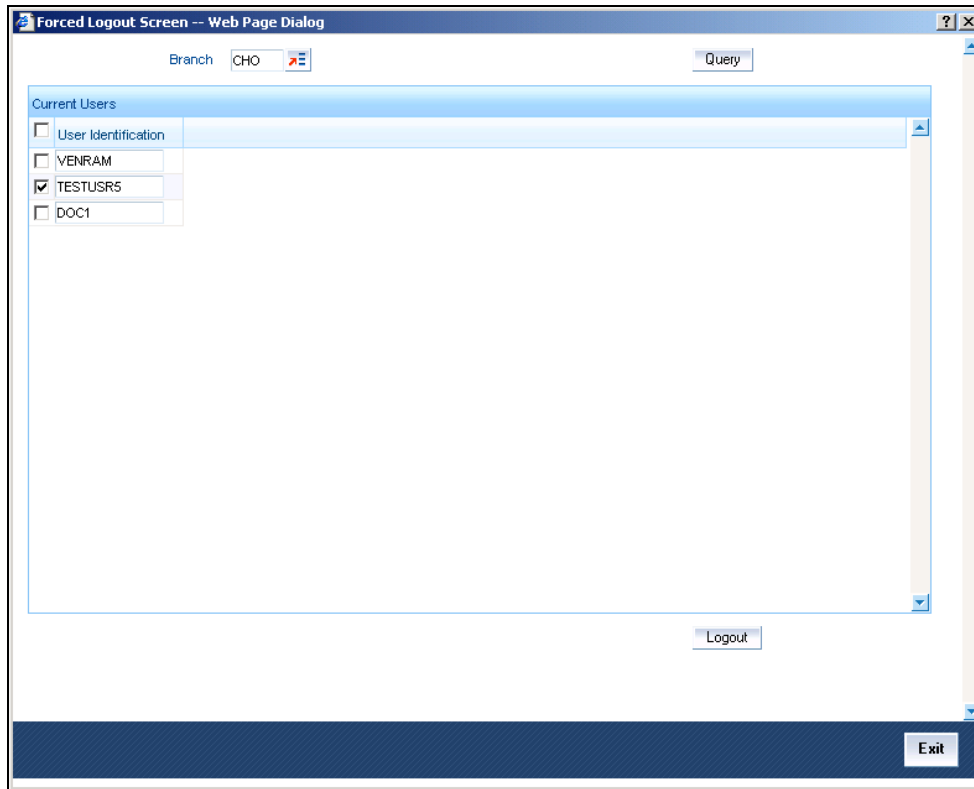 Forced Logout Screen -- Web Page Dialog
Branch CHO Query
Current Users
User Identification
VENRAM
TESTUSR5
DOC1
Logout
Exit